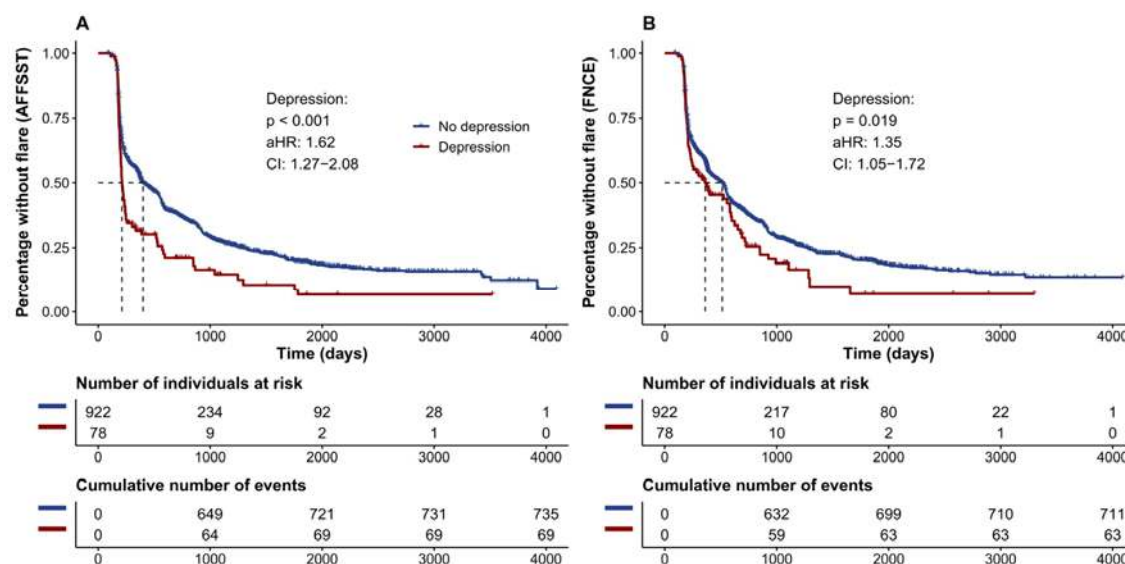 A
Percentage without flare (AFFSST)
1.00
0.75
0.50
0.25
0.00
Depression:
p < 0.001
aHR: 1.62
CI: 1.27−2.08
No depression
Depression
0 1000 2000 3000 4000
Time (days)
Number of individuals at risk
922 234 92 28 1
78 9 2 1 0
0 1000 2000 3000 4000
Cumulative number of events
0 649 721 731 735
0 64 69 69 69
0 1000 2000 3000 4000
B
Percentage without flare (FNCE)
1.00
0.75
0.50
0.25
0.00
Depression:
p = 0.019
aHR: 1.35
CI: 1.05−1.72
0 1000 2000 3000 4000
Time (days)
Number of individuals at risk
922 217 80 22 1
78 10 2 1 0
0 1000 2000 3000 4000
Cumulative number of events
0 632 699 710 711
0 59 63 63 63
0 1000 2000 3000 4000